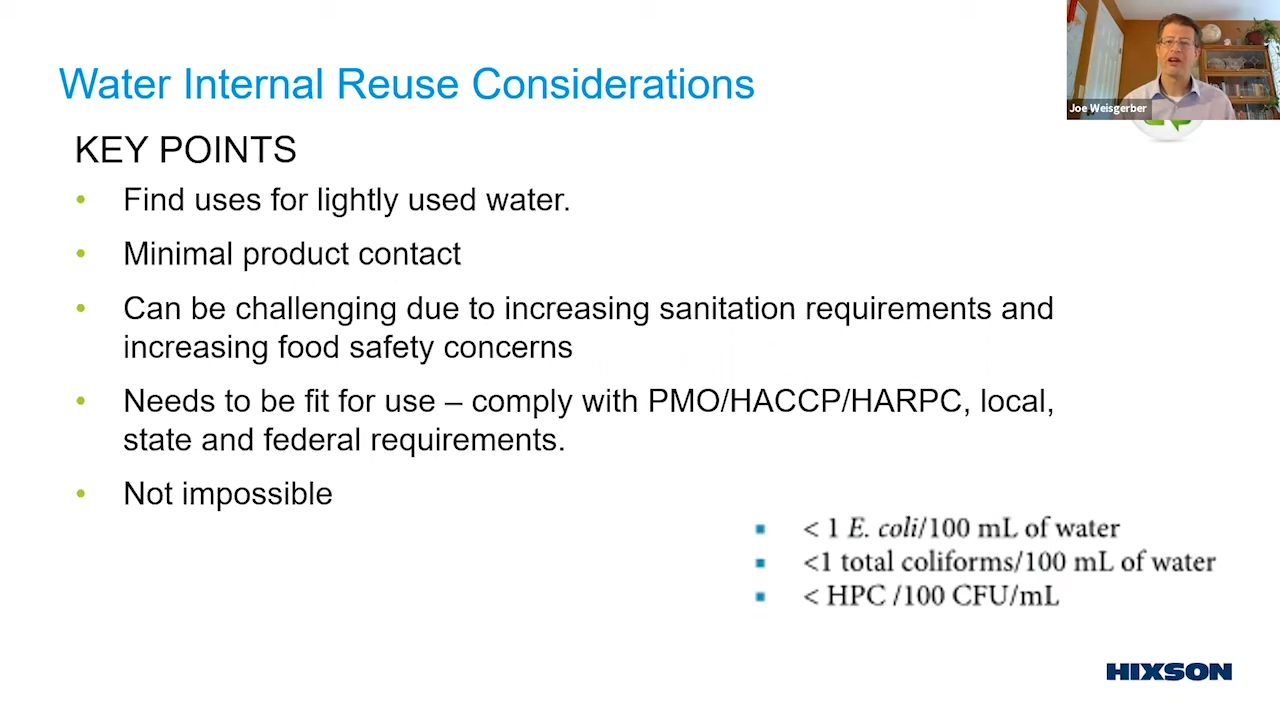 Joe Weisgerber
Water Internal Reuse Considerations
KEY POINTS
• Find uses for lightly used water.
• Minimal product contact
• Can be challenging due to increasing sanitation requirements and
increasing food safety concerns
• Needs to be fit for use – comply with PMO/HACCP/HARPC, local,
state and federal requirements.
• Not impossible
▪ < 1 E. coli/100 mL of water
▪ <1 total coliforms/100 mL of water
▪ < HPC /100 CFU/mL
HIXSON